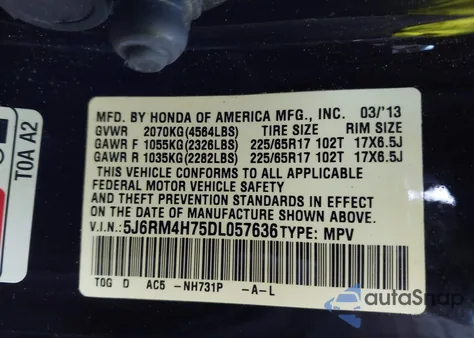 MFD. BY HONDA OF AMERICA MFG., INC. 03/'13
GVWR 2070KG(4564LBS) TIRE SIZE RIM SIZE
GAWR F 1055KG(2326LBS) 225/65R17 102T 17X6.5J
GAWR R 1035KG(2282LBS) 225/65R17 102T 17X6.5J
THIS VEHICLE CONFORMS TO ALL APPLICABLE
FEDERAL MOTOR VEHICLE SAFETY
AND THEFT PREVENTION STANDARDS IN EFFECT
ON THE DATE OF MANUFACTURE SHOWN
ABOVE.
V.I.N.: 5J6RM4H75DL057636 TYPE: MPV
TOG D AC5 -NH731P -A-L
T0A A2
autoSnap